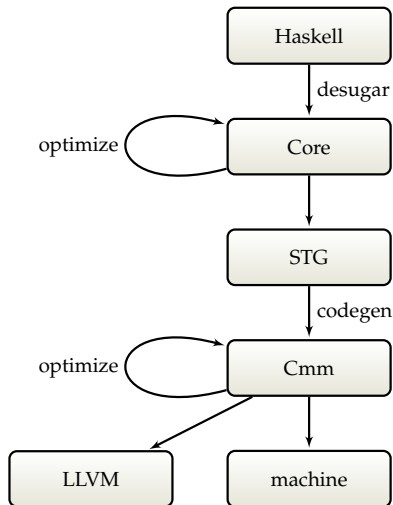 Haskell
desugar
optimize
Core
STG
codegen
optimize
Cmm
LLVM
machine